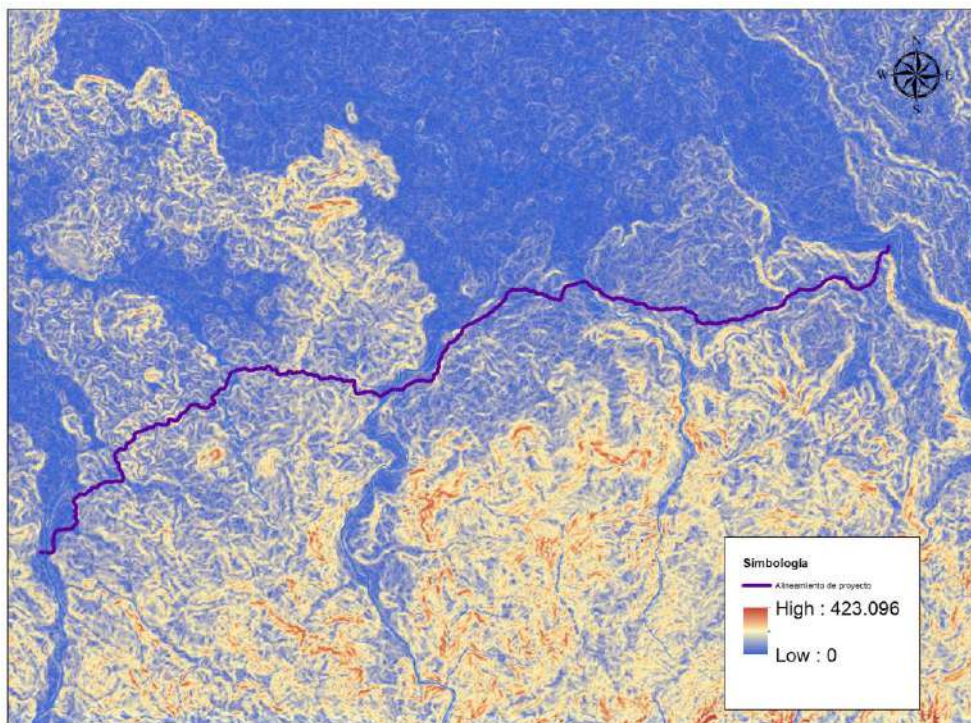 N
W E
S
Simbología
Alineamiento de proyecto
High : 423.096
Low : 0